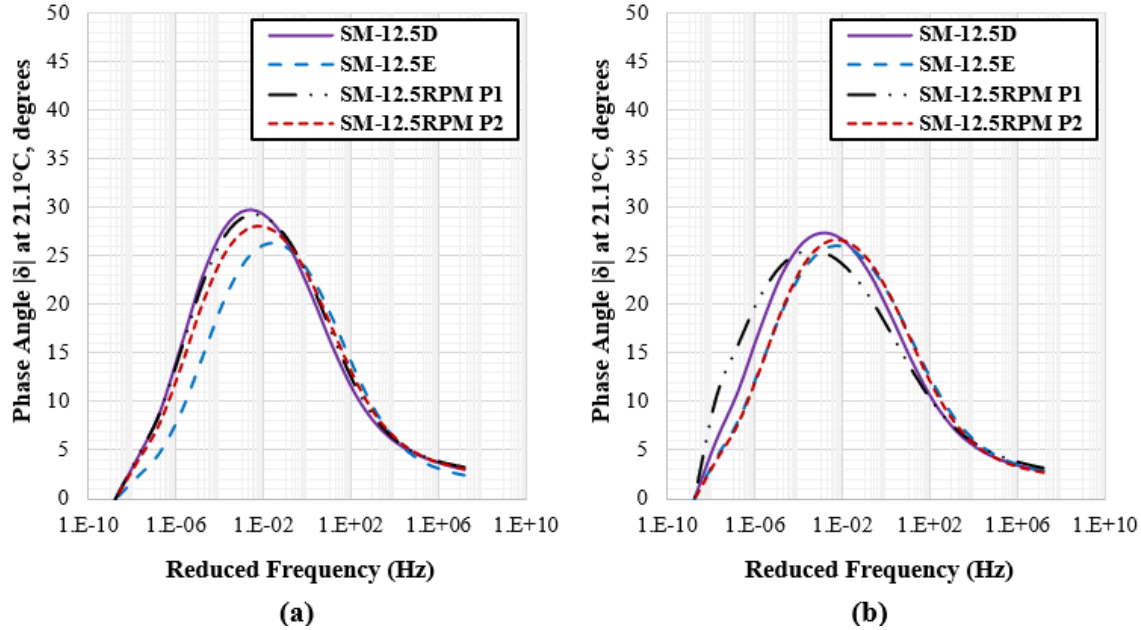 Phase Angle |δ| at 21.1°C, degrees
50
45
40
35
30
25
20
15
10
5
0
SM-12.5D
SM-12.5E
SM-12.5RPM P1
SM-12.5RPM P2
1.E-10 1.E-06 1.E-02 1.E+02 1.E+06 1.E+10
Reduced Frequency (Hz)
(a)
Phase Angle |δ| at 21.1°C, degrees
50
45
40
35
30
25
20
15
10
5
0
SM-12.5D
SM-12.5E
SM-12.5RPM P1
SM-12.5RPM P2
1.E-10 1.E-06 1.E-02 1.E+02 1.E+06 1.E+10
Reduced Frequency (Hz)
(b)